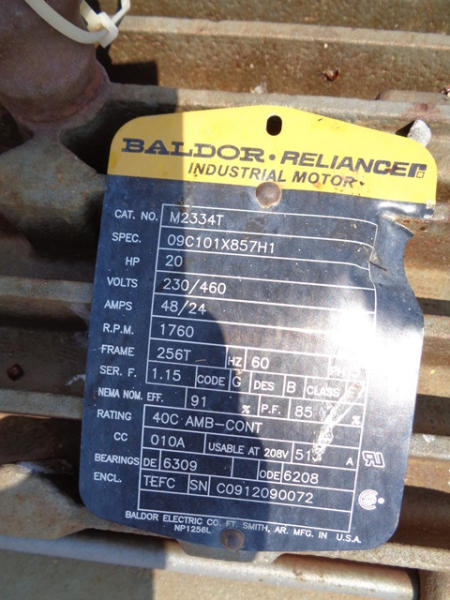 BALDOR • RELIANCER
INDUSTRIAL MOTOR
CAT. NO. M2334T
SPEC. 09C101X857H1
HP 20
VOLTS 230/460
AMPS 48/24
R.P.M. 1760
FRAME 256T HZ 60 PH
SER. F. 1.15 CODE G DES B CLASS
NEMA NOM. EFF. 91 % P.F. 85 %
RATING 40C AMB-CONT
CC 010A USABLE AT 208V 51 A
BEARINGS DE 6309 ODE 6208
ENCL. TEFC SN C0912090072
BALDOR ELECTRIC CO. FT. SMITH, AR. MFG. IN U.S.A.
NP1256L